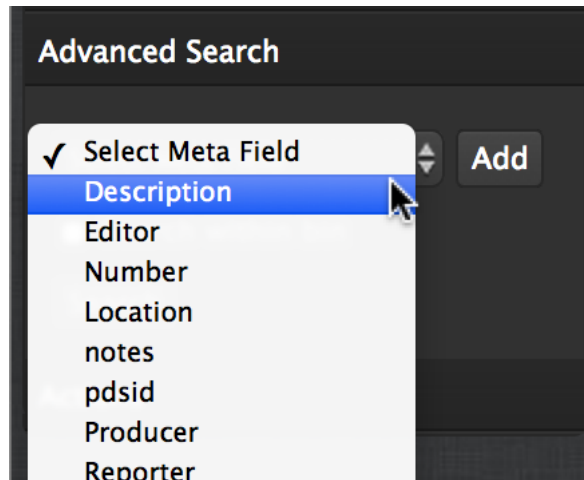 Advanced Search
✓ Select Meta Field
Add
Description
Editor
Number
Location
notes
pdsid
Producer
Reporter